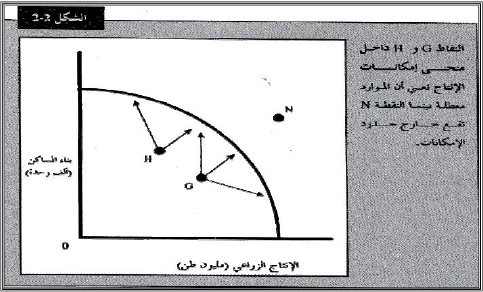 الشكل 2-2
النقاط G و H داخل
منحنى إمكانات
الإنتاج تعني أن الموارد
معطلة بينما النقطة N
تقع خارج حدود
الإمكانات.
N
بناء المساكن
(ألف وحدة)
H
G
0
الإنتاج الزراعي (مليون طن)